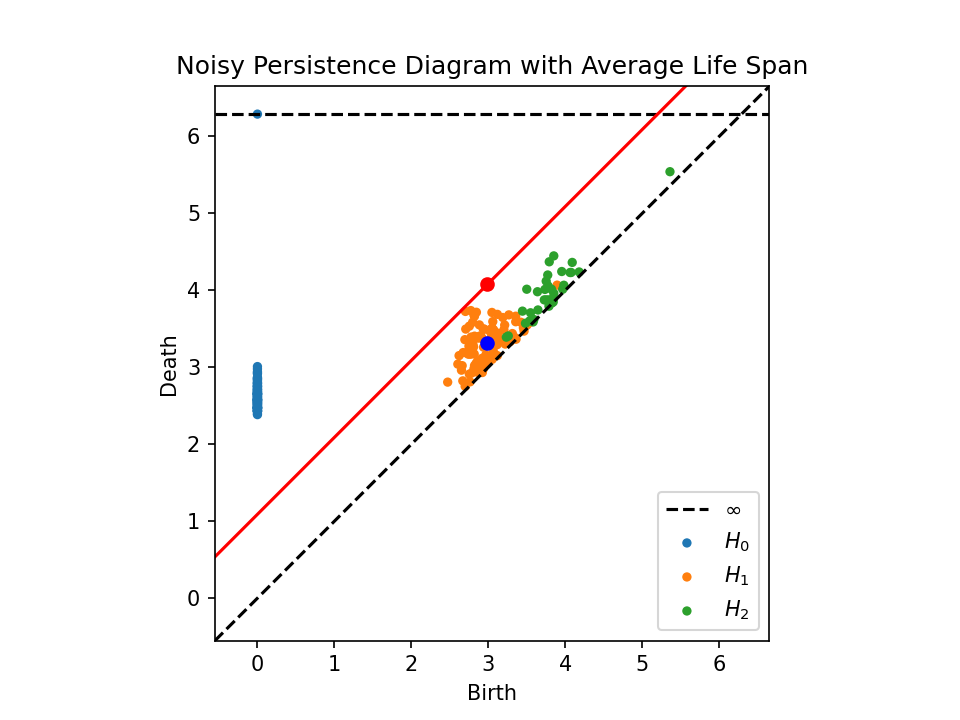 Noisy Persistence Diagram with Average Life Span
6
5
4
3
2
1
0
Death
0 1 2 3 4 5 6
Birth
∞
H₀
H₁
H₂